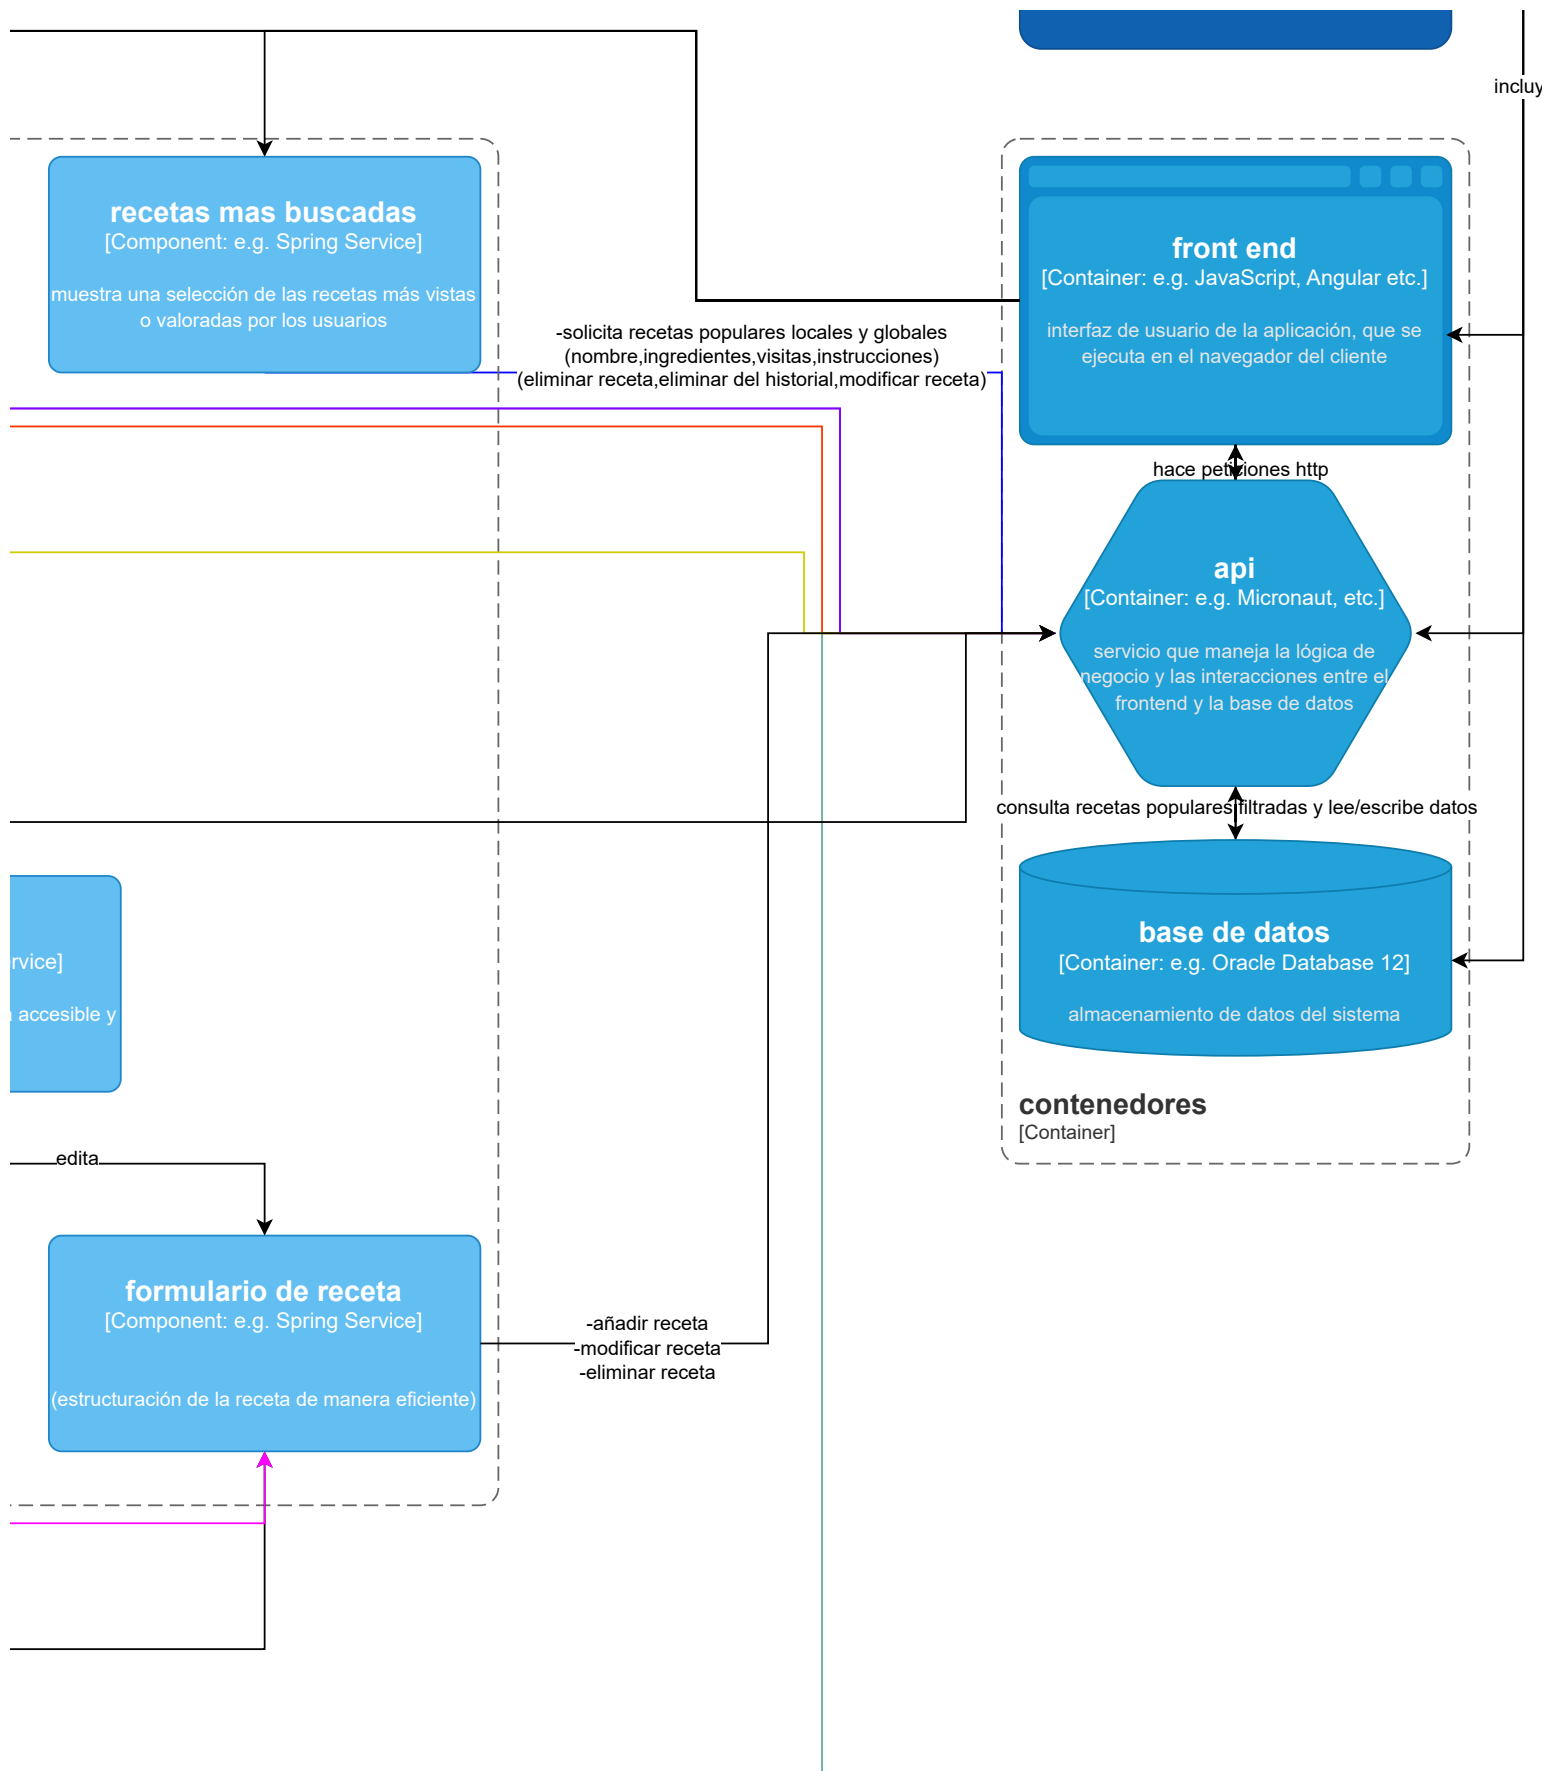 incluy
recetas mas buscadas
[Component: e.g. Spring Service]
muestra una selección de las recetas más vistas
o valoradas por los usuarios
-solicita recetas populares locales y globales
(nombre,ingredientes,visitas,instrucciones)
(eliminar receta,eliminar del historial,modificar receta)
front end
[Container: e.g. JavaScript, Angular etc.]
interfaz de usuario de la aplicación, que se
ejecuta en el navegador del cliente
hace peticiones http
api
[Container: e.g. Micronaut, etc.]
servicio que maneja la lógica de
negocio y las interacciones entre el
frontend y la base de datos
consulta recetas populares filtradas y lee/escribe datos
base de datos
[Container: e.g. Oracle Database 12]
almacenamiento de datos del sistema
contenedores
[Container]
rvice]
accesible y
edita
formulario de receta
[Component: e.g. Spring Service]
(estructuración de la receta de manera eficiente)
-añadir receta
-modificar receta
-eliminar receta